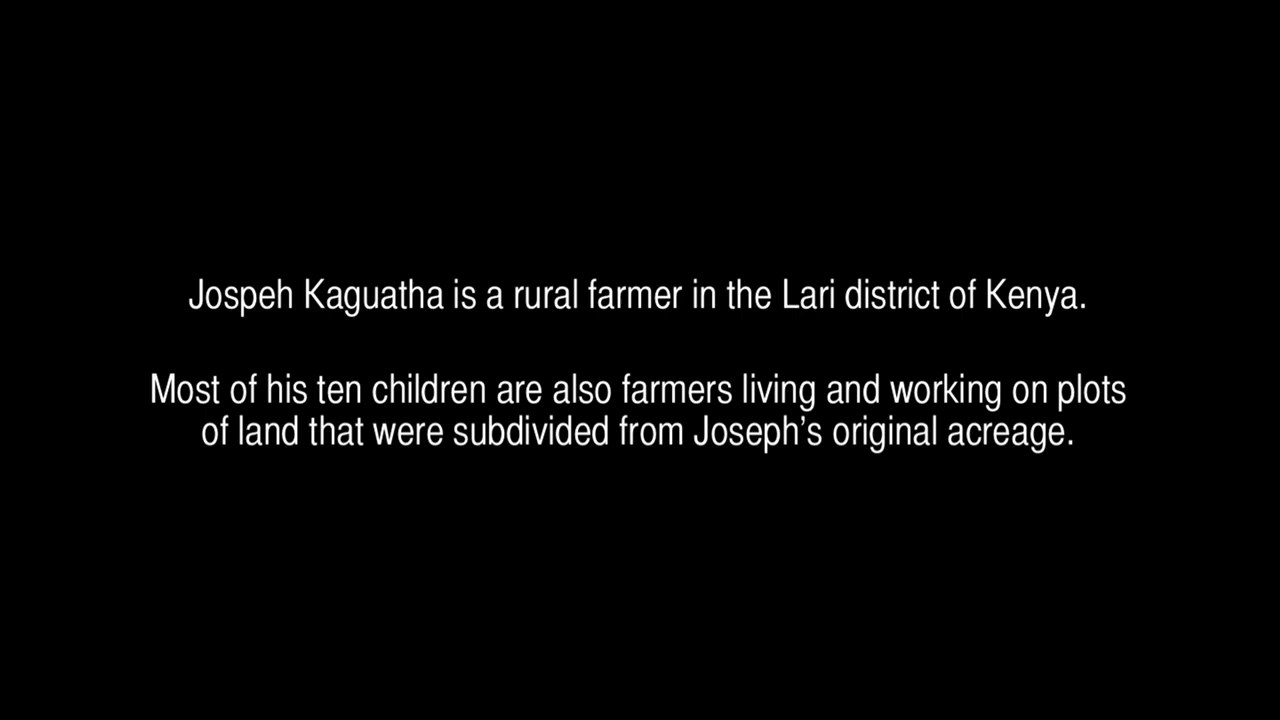 Jospeh Kaguatha is a rural farmer in the Lari district of Kenya.
Most of his ten children are also farmers living and working on plots
of land that were subdivided from Joseph’s original acreage.